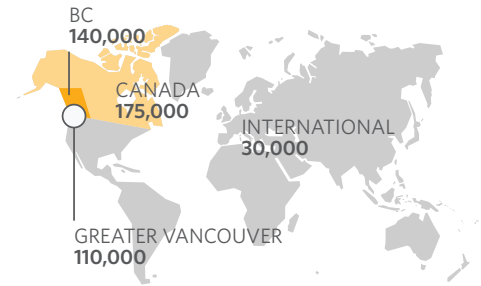 BC
140,000
CANADA
175,000
INTERNATIONAL
30,000
GREATER VANCOUVER
110,000